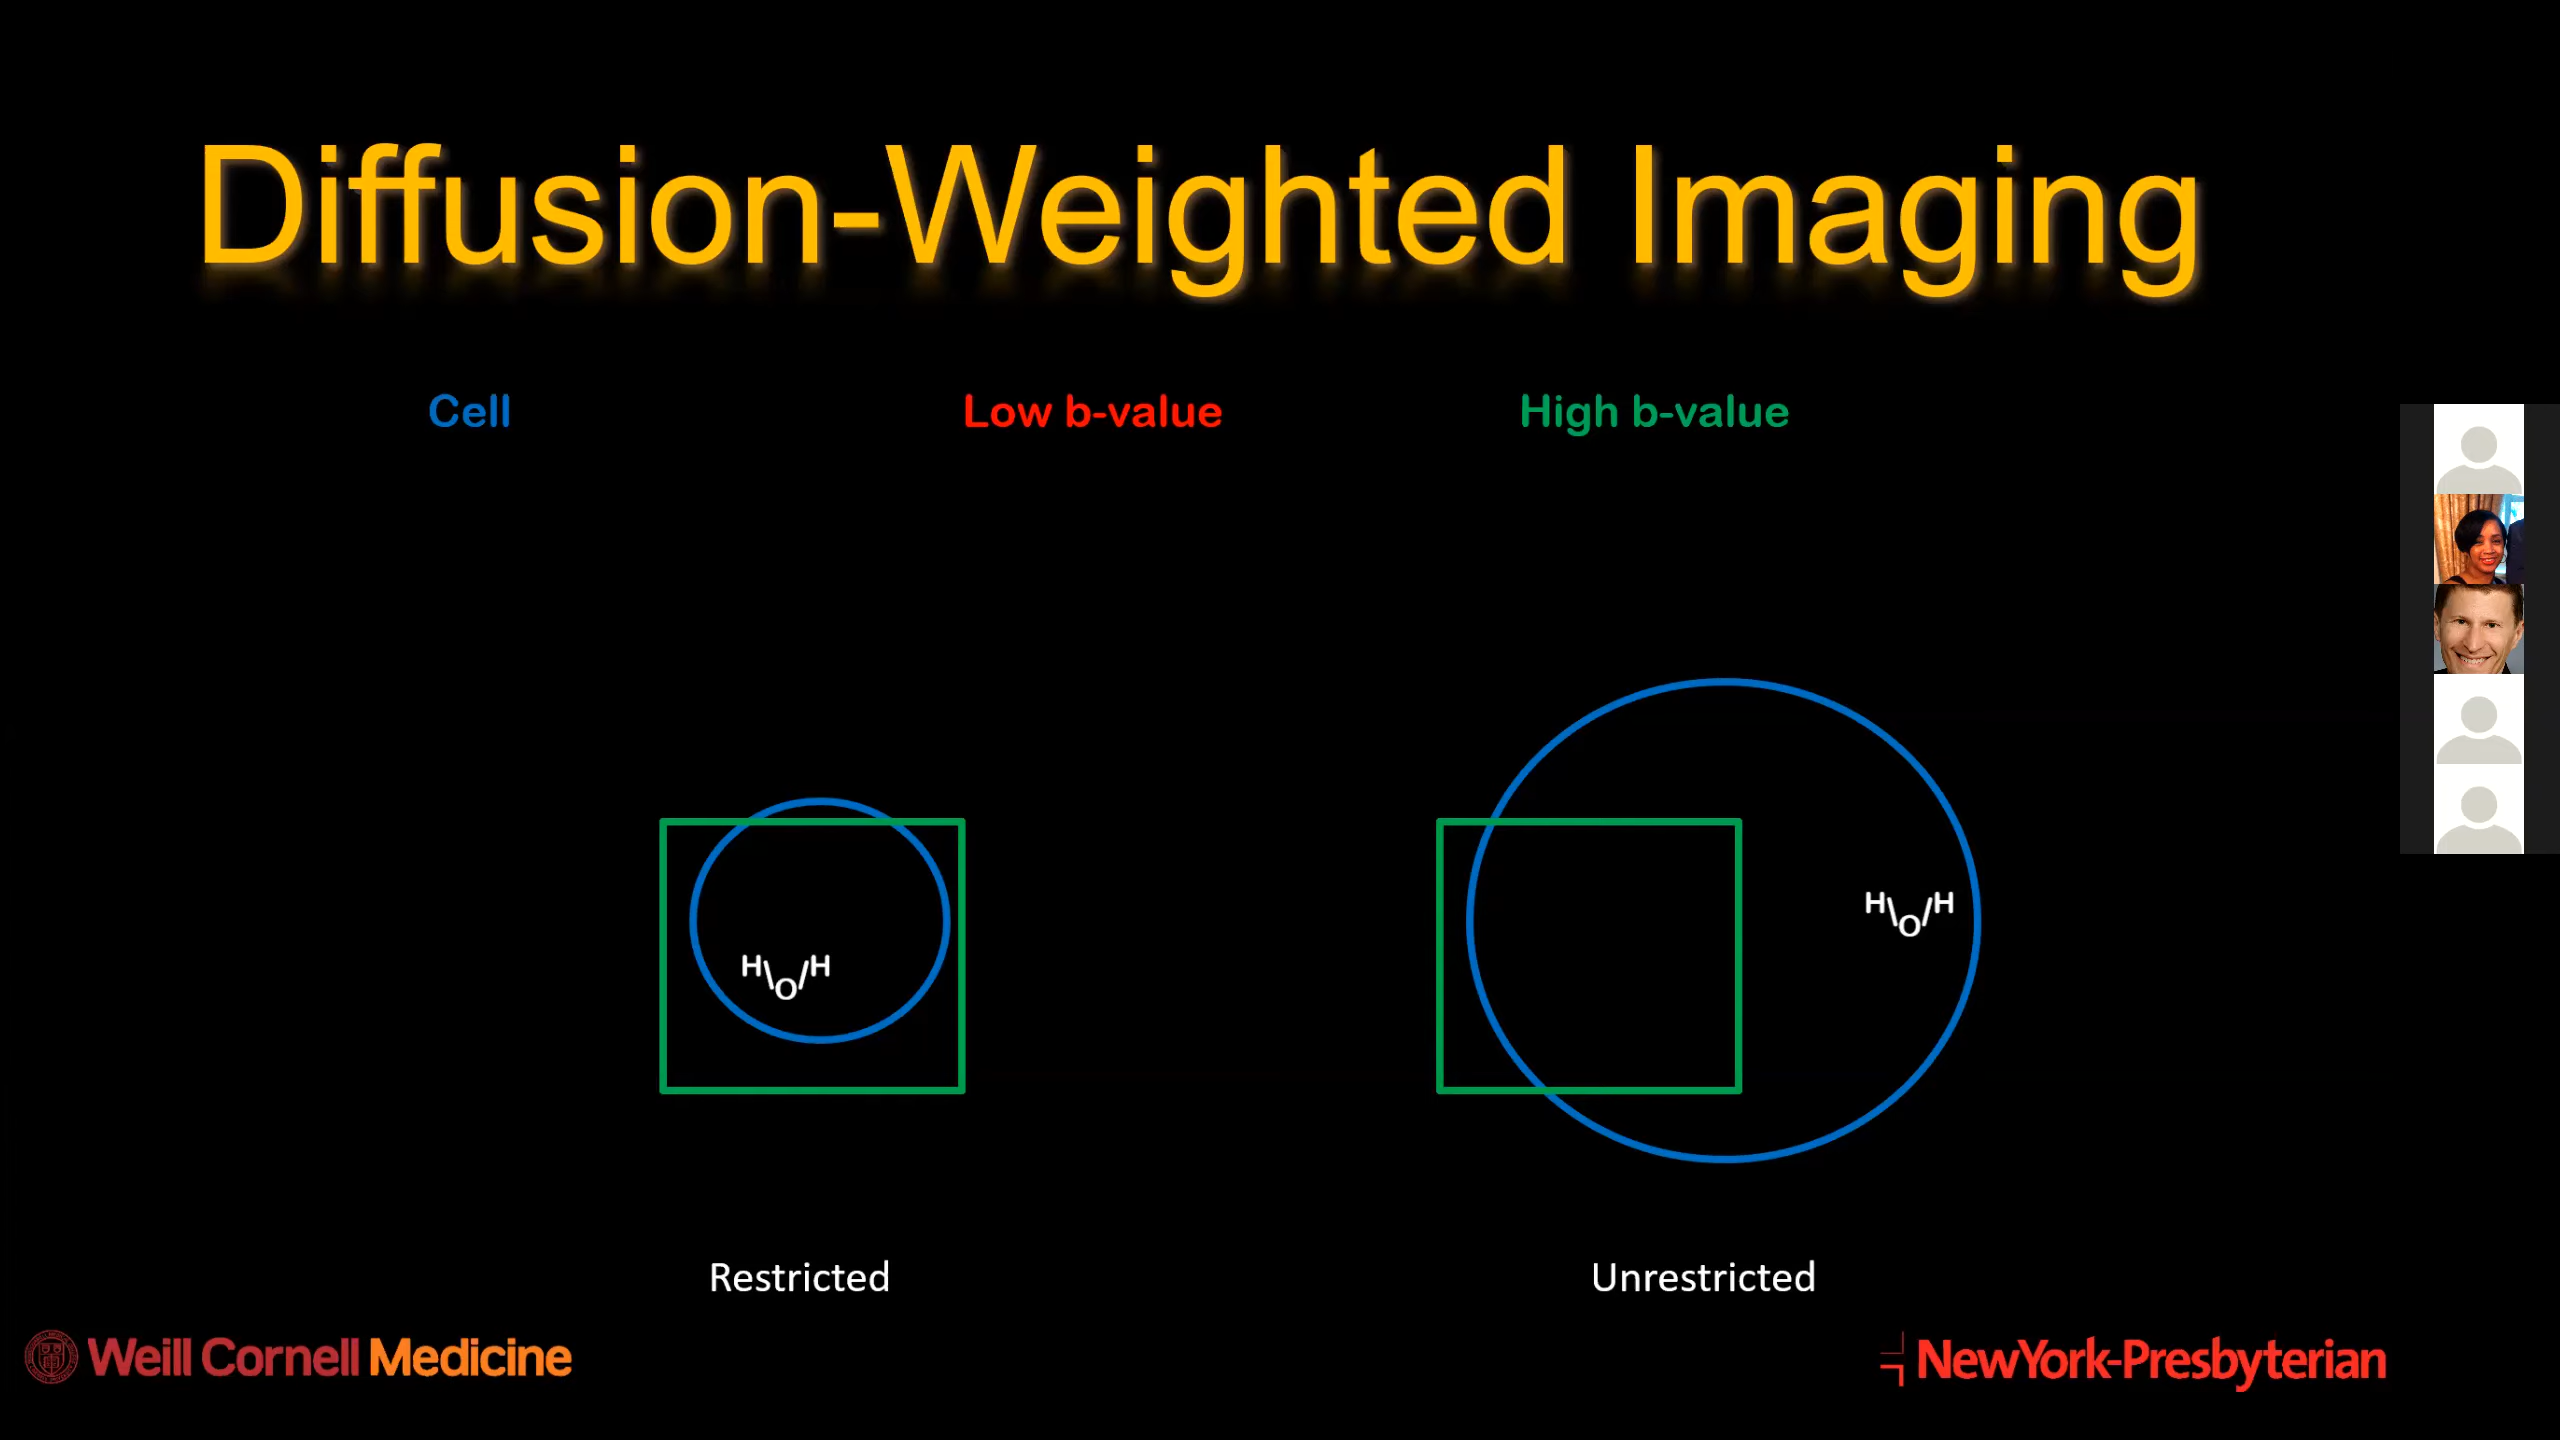 Diffusion-Weighted Imaging
Cell Low b-value High b-value
H\O/H
H\O/H
Restricted Unrestricted
Weill Cornell Medicine NewYork-Presbyterian